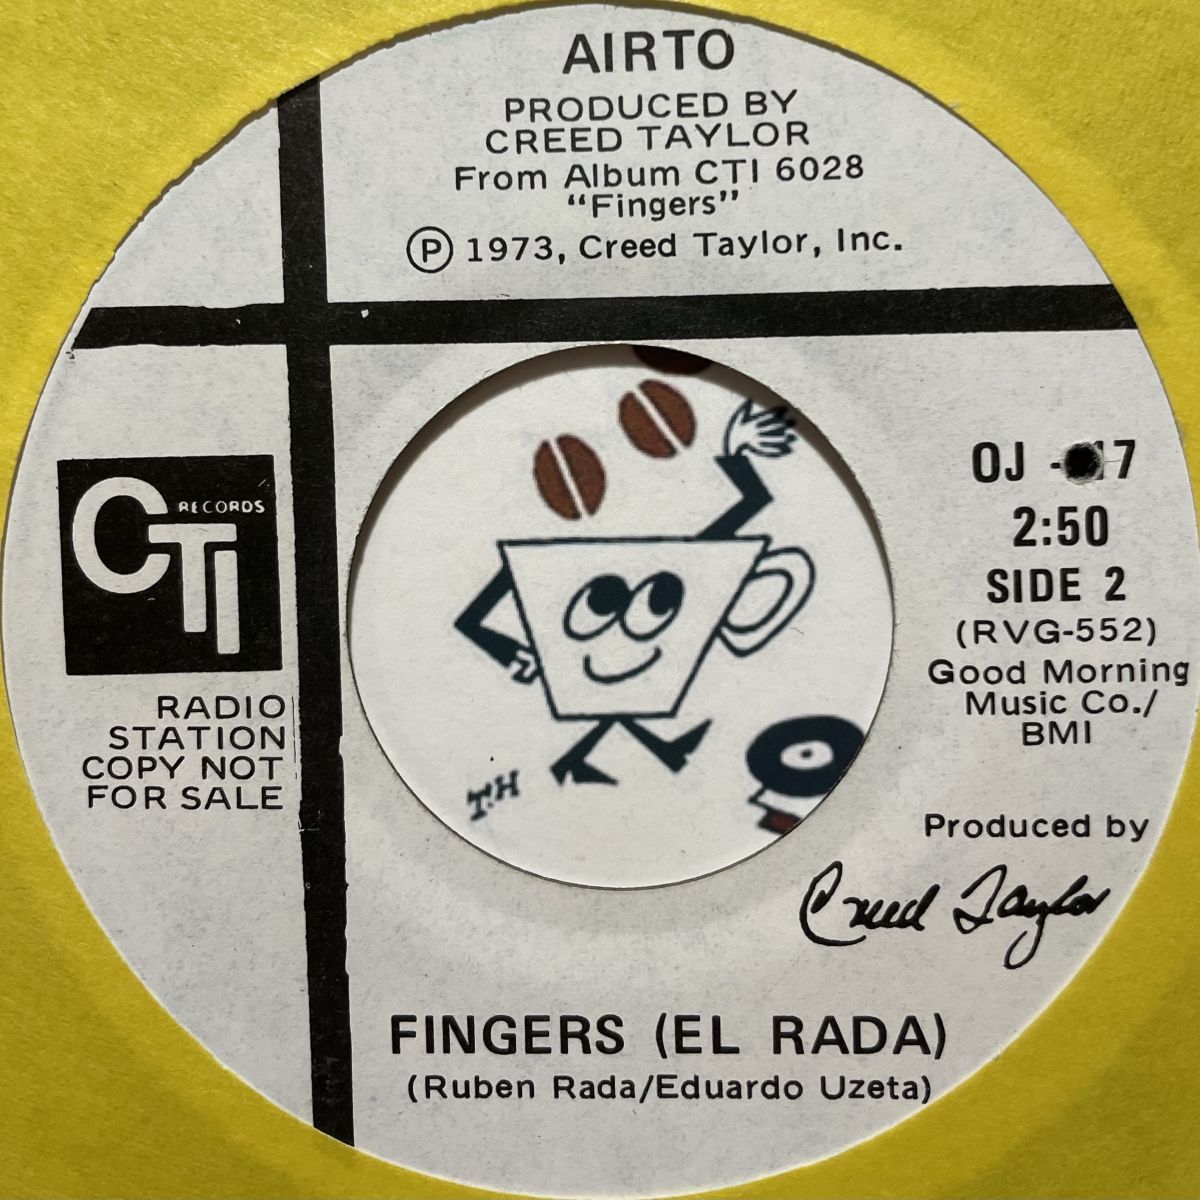 AIRTO
PRODUCED BY
CREED TAYLOR
From Album CTI 6028
"Fingers"
Ⓟ 1973, Creed Taylor, Inc.
CTI RECORDS
RADIO
STATION
COPY NOT
FOR SALE
OJ -
2:50
SIDE 2
(RVG-552)
Good Morning
Music Co./
BMI
Produced by
Creed Taylor
T.H
FINGERS (EL RADA)
(Ruben Rada/Eduardo Uzeta)